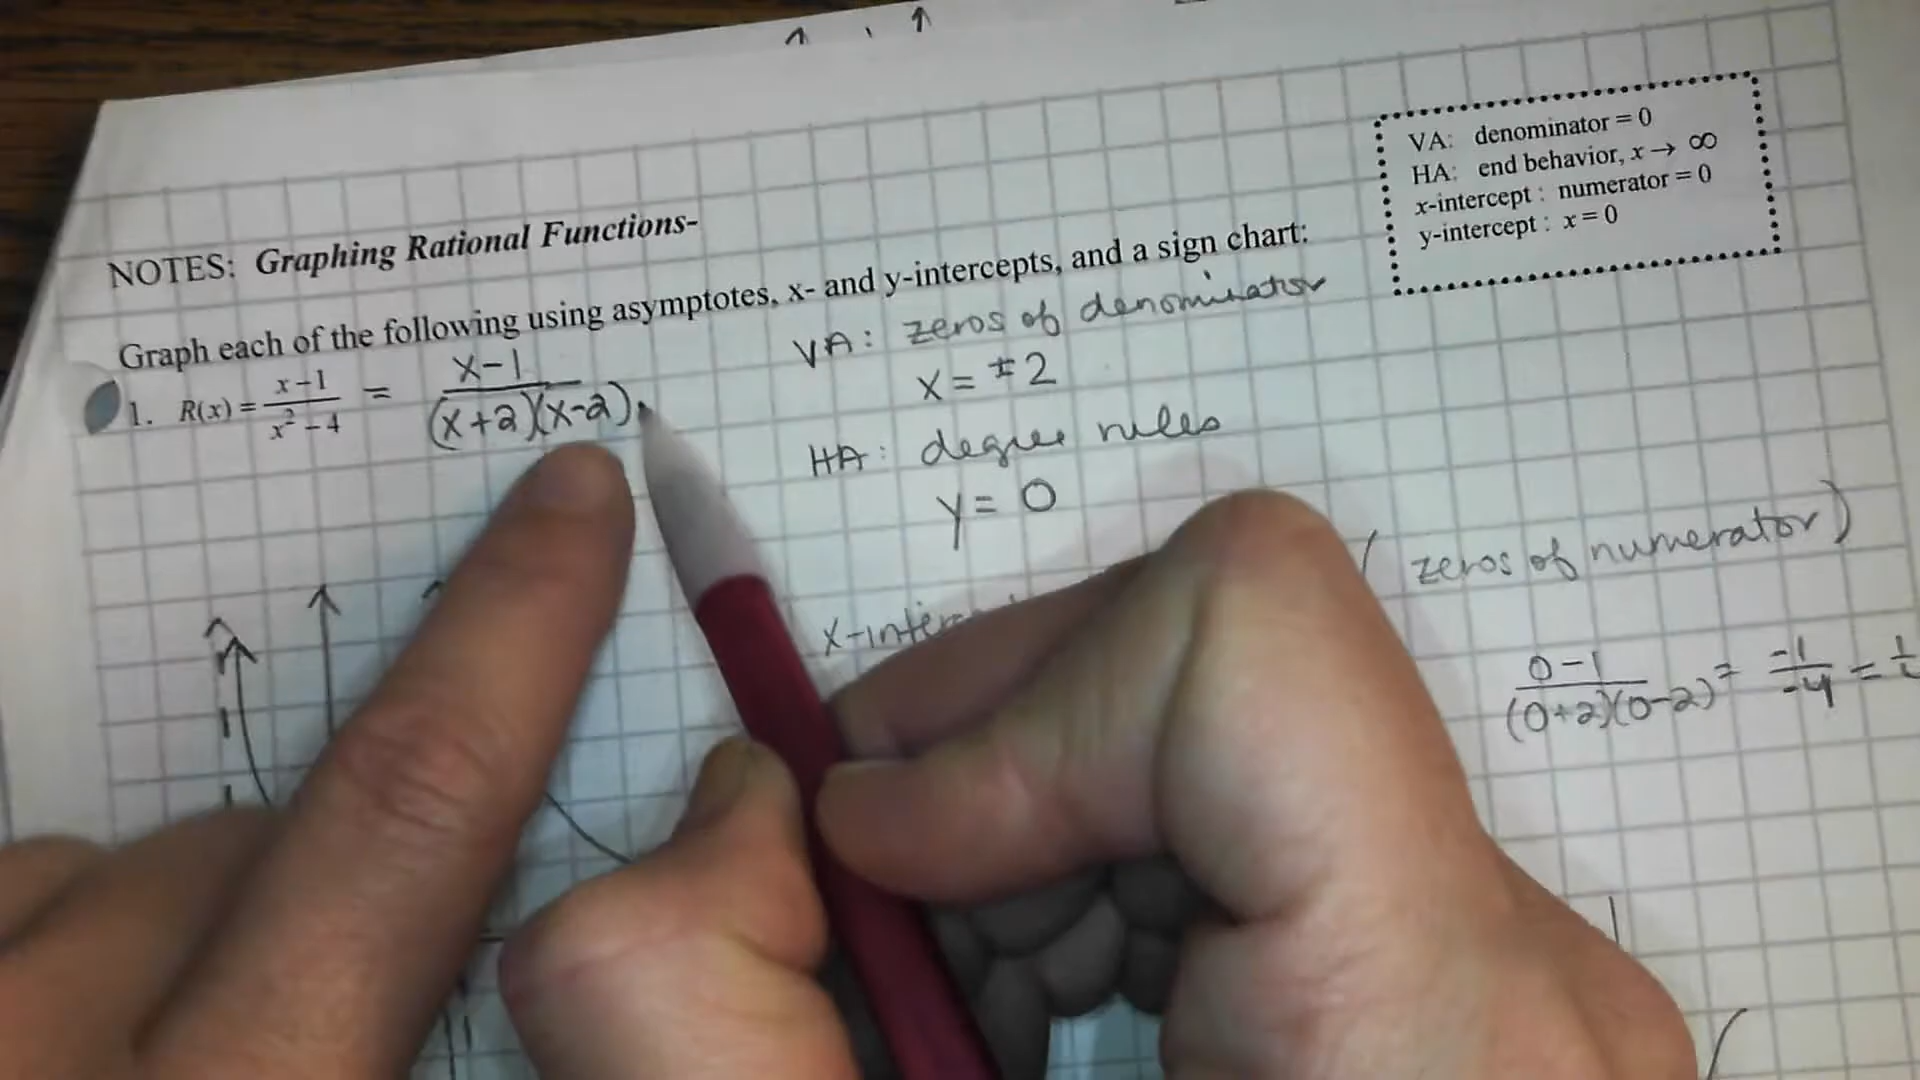 VA: denominator = 0
HA: end behavior, x → ∞
x-intercept : numerator = 0
y-intercept : x = 0
NOTES: Graphing Rational Functions-
Graph each of the following using asymptotes, x- and y-intercepts, and a sign chart:
1. R(x) = x-1 / x² - 4 = x-1 / (x+2)(x-2)
VA: zeros of denominator
x = ±2
HA: degree rules
y = 0
(zeros of numerator)
0-1 / (0+2)(0-2) = -1 / -4 =